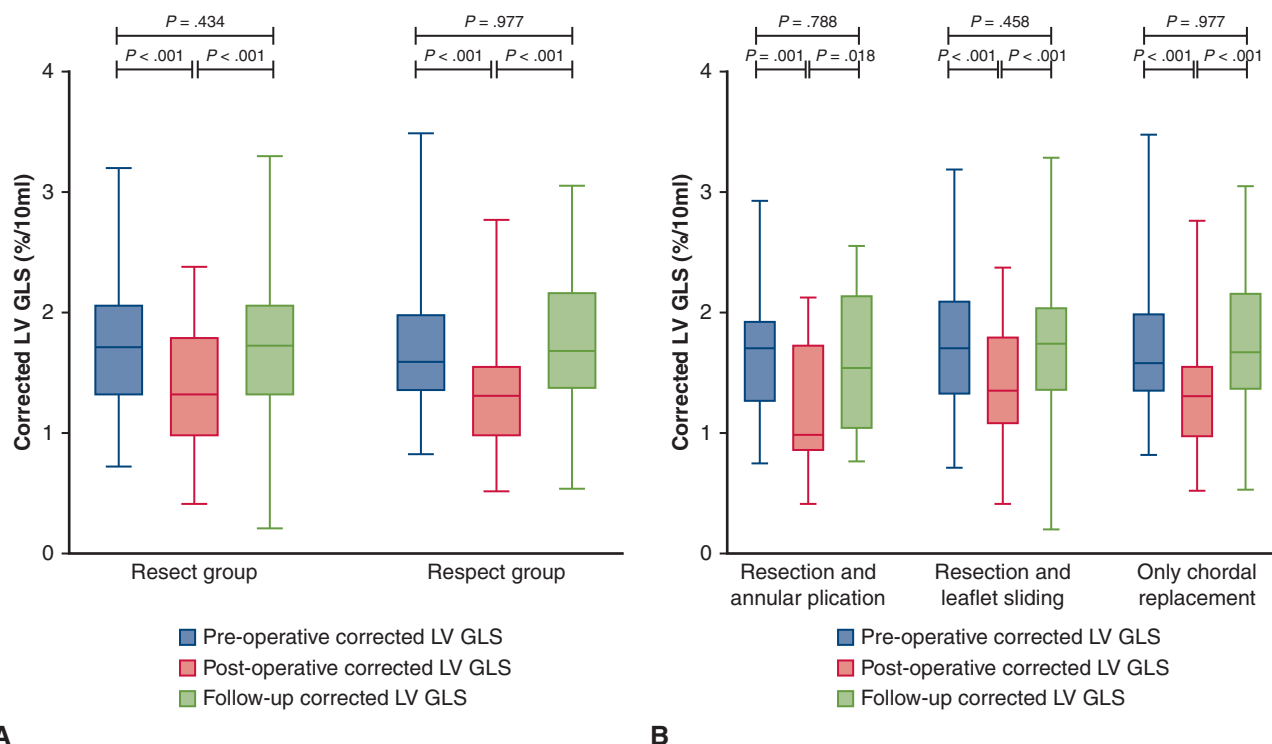 P = .434
P < .001 P < .001
P = .977
P < .001 P < .001
Corrected LV GLS (%/10ml)
4
3
2
1
0
Resect group
Respect group
Pre-operative corrected LV GLS
Post-operative corrected LV GLS
Follow-up corrected LV GLS
A
P = .788
P = .001 P = .018
P = .458
P < .001 P < .001
P = .977
P < .001 P < .001
Corrected LV GLS (%/10ml)
4
3
2
1
0
Resection and
annular plication
Resection and
leaflet sliding
Only chordal
replacement
Pre-operative corrected LV GLS
Post-operative corrected LV GLS
Follow-up corrected LV GLS
B